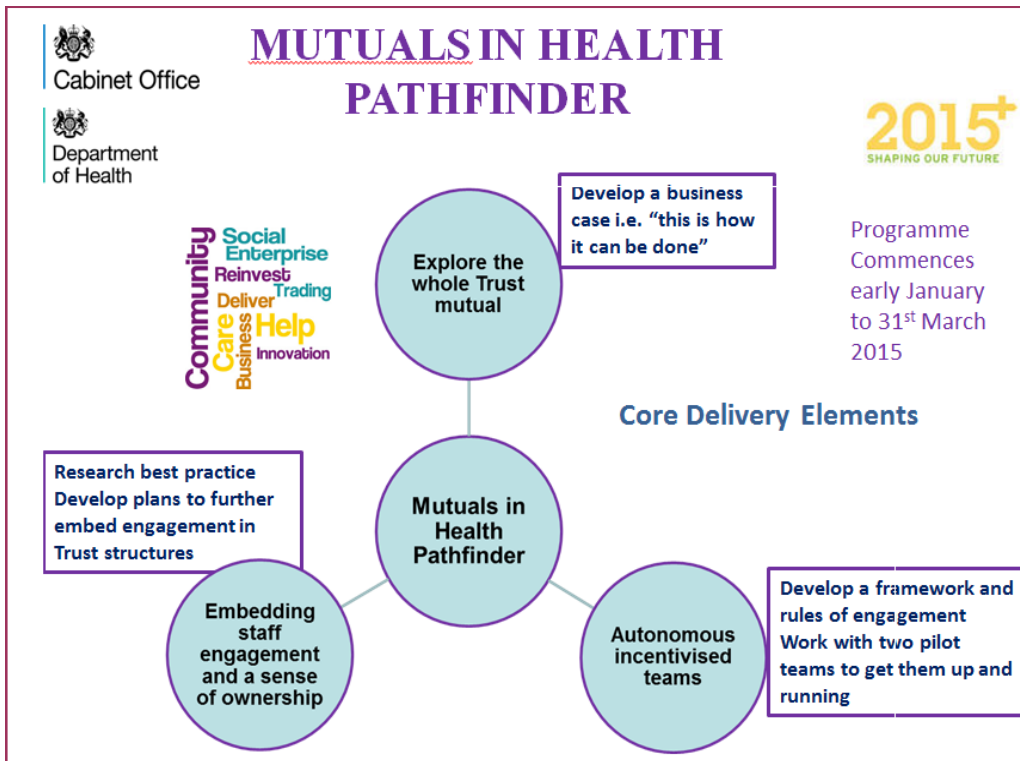 MUTUALS IN HEALTH
PATHFINDER
Cabinet Office
Department
of Health
2015+
SHAPING OUR FUTURE
Develop a business
case i.e. “this is how
it can be done”
Explore the
whole Trust
mutual
Programme
Commences
early January
to 31st March
2015
Community
Social
Enterprise
Reinvest
Trading
Deliver
Care
Business
Help
Innovation
Core Delivery Elements
Research best practice
Develop plans to further
embed engagement in
Trust structures
Mutuals in
Health
Pathfinder
Embedding
staff
engagement
and a sense
of ownership
Autonomous
incentivised
teams
Develop a framework and
rules of engagement
Work with two pilot
teams to get them up and
running